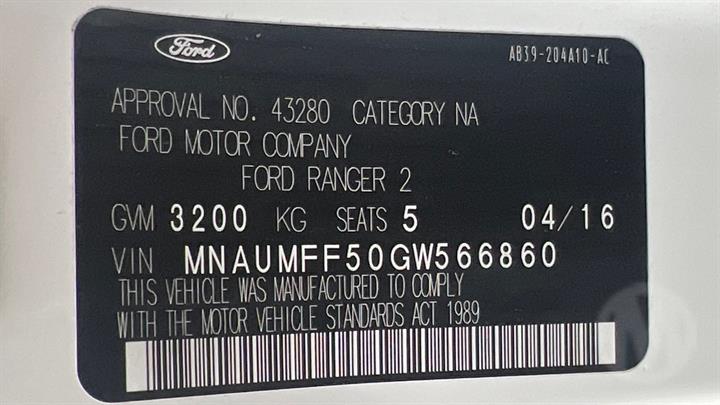 Ford
AB39-204A10-AC
APPROVAL NO. 43280 CATEGORY NA
FORD MOTOR COMPANY
FORD RANGER 2
GVM 3200 KG SEATS 5 04/16
VIN MNAUMFF50GW566860
THIS VEHICLE WAS MANUFACTURED TO COMPLY
WITH THE MOTOR VEHICLE STANDARDS ACT 1989
M